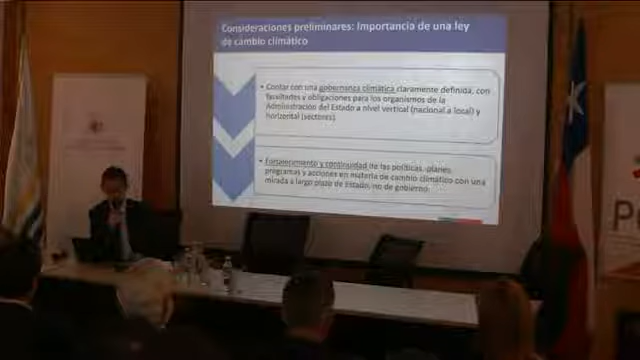 Consideraciones preliminares: Importancia de una ley
de cambio climático
• Contar con una gobernanza climática claramente definida, con
facultades y obligaciones para los organismos de la
Administración del Estado a nivel vertical (nacional a local) y
horizontal (sectores).
• Fortalecimiento y continuidad de las políticas, planes,
programas y acciones en materia de cambio climático con una
mirada a largo plazo de Estado, no de gobierno.